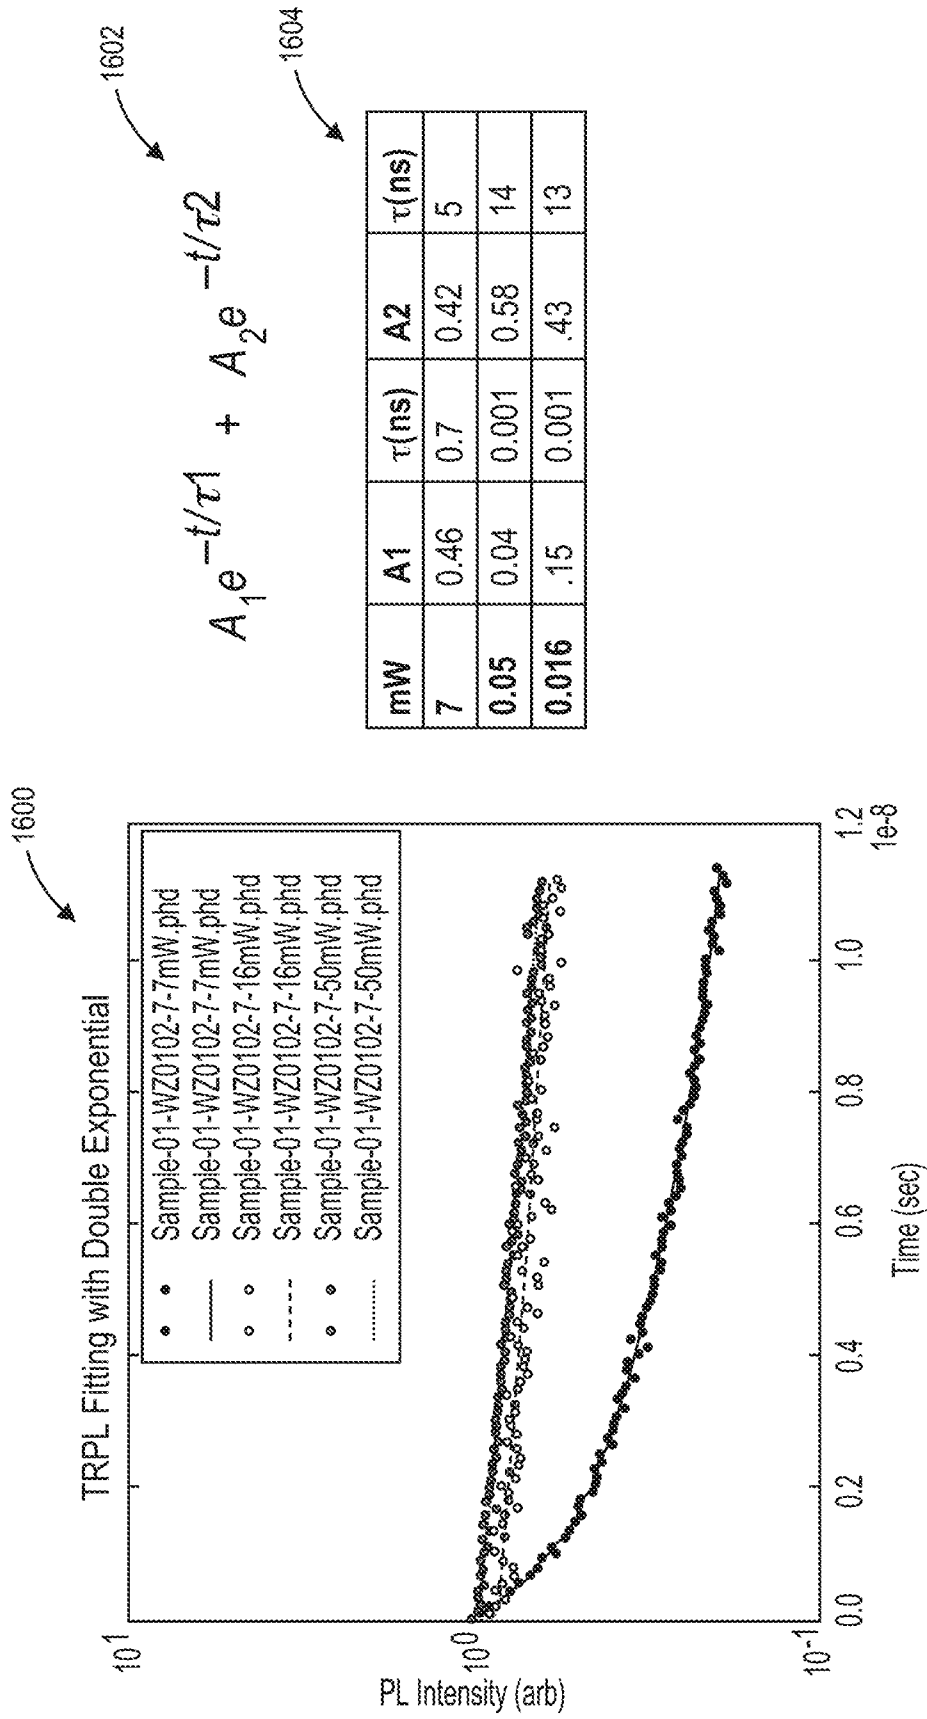 1600
TRPL Fitting with Double Exponential
Sample-01-WZ0102-7-7mW.phd
Sample-01-WZ0102-7-7mW.phd
Sample-01-WZ0102-7-16mW.phd
Sample-01-WZ0102-7-16mW.phd
Sample-01-WZ0102-7-50mW.phd
Sample-01-WZ0102-7-50mW.phd
10¹
10⁰
10⁻¹
PL Intensity (arb)
0.0 0.2 0.4 0.6 0.8 1.0 1.2
1e-8
Time (sec)
1602
A₁e^−t/τ1 + A₂e^−t/τ2
1604
mW A1 τ(ns) A2 τ(ns)
7 0.46 0.7 0.42 5
0.05 0.04 0.001 0.58 14
0.016 .15 0.001 .43 13